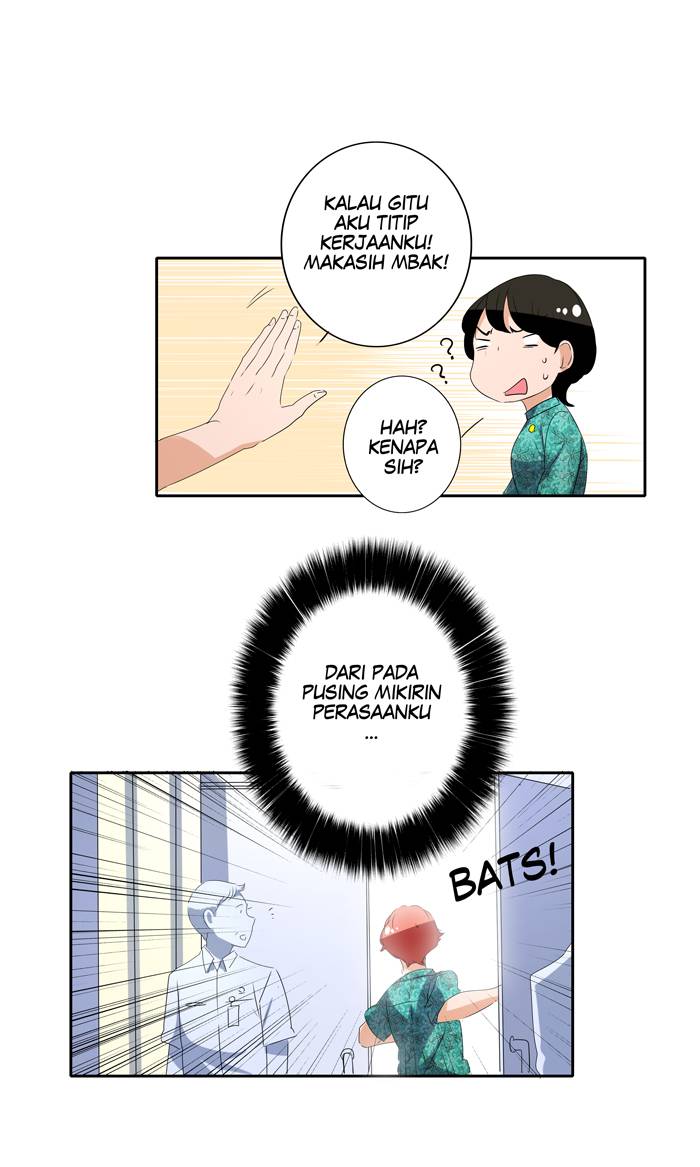 KALAU GITU
AKU TITIP
KERJAANKU!
MAKASIH MBAK!
?
?
HAH?
KENAPA
SIH?
DARI PADA
PUSING MIKIRIN
PERASAANKU
...
BATS!